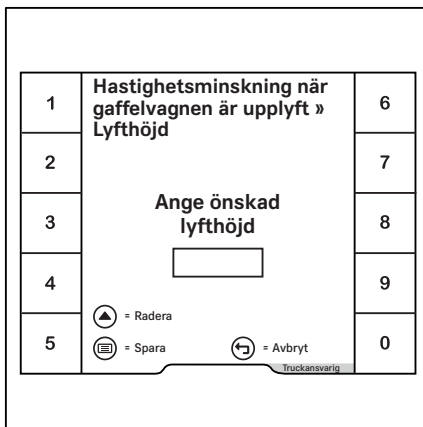 Hastighetsminskning när
gaffelvagnen är upplyft »
Lyfthöjd
1
6
2
7
Ange önskad
lyfthöjd
3
8
4
9
= Radera
5
= Spara
= Avbryt
0
Truckansvarig